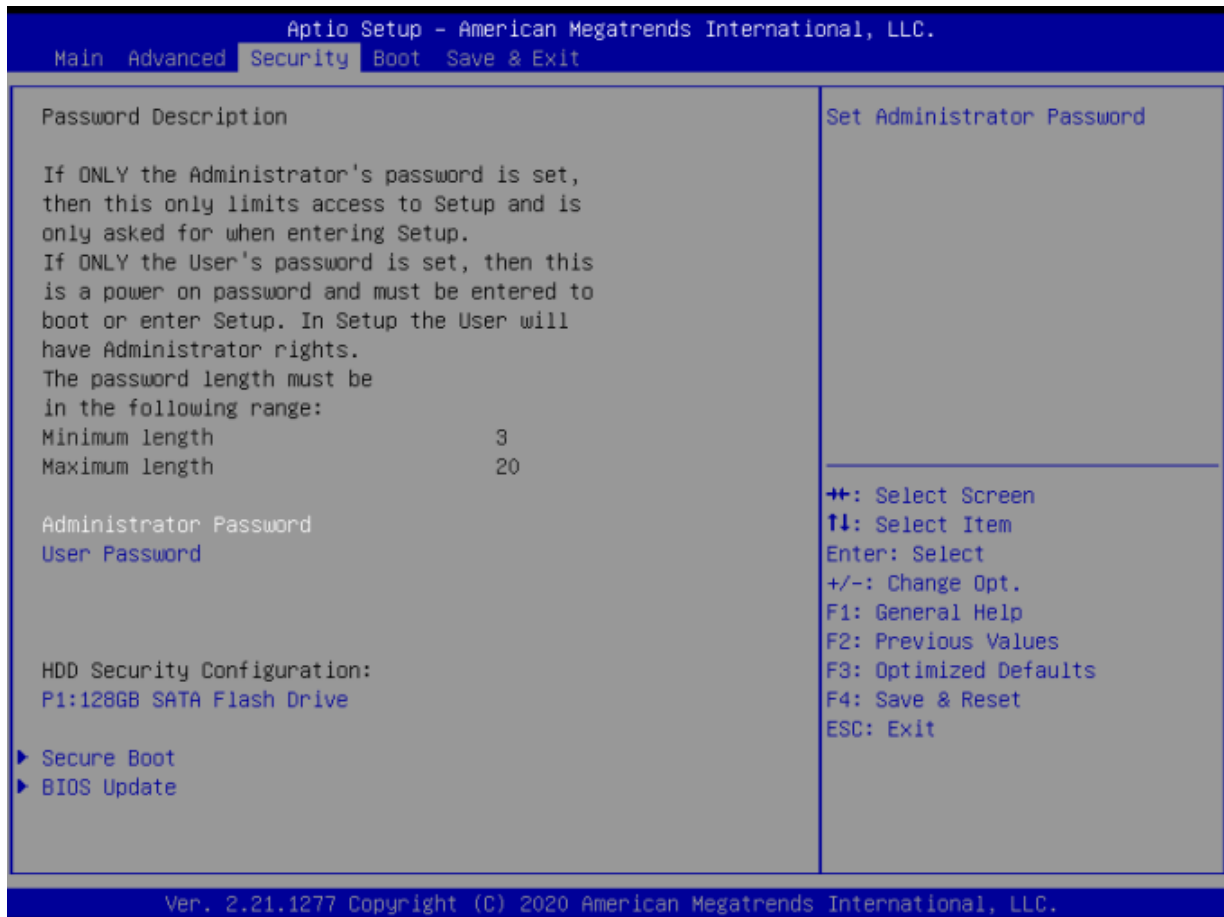 Aptio Setup – American Megatrends International, LLC.
Main Advanced Security Boot Save & Exit
Password Description
If ONLY the Administrator's password is set,
then this only limits access to Setup and is
only asked for when entering Setup.
If ONLY the User's password is set, then this
is a power on password and must be entered to
boot or enter Setup. In Setup the User will
have Administrator rights.
The password length must be
in the following range:
Minimum length 3
Maximum length 20
Administrator Password
User Password
HDD Security Configuration:
P1:128GB SATA Flash Drive
Secure Boot
BIOS Update
Set Administrator Password
→←: Select Screen
↑↓: Select Item
Enter: Select
+/-: Change Opt.
F1: General Help
F2: Previous Values
F3: Optimized Defaults
F4: Save & Reset
ESC: Exit
Ver. 2.21.1277 Copyright (C) 2020 American Megatrends International, LLC.